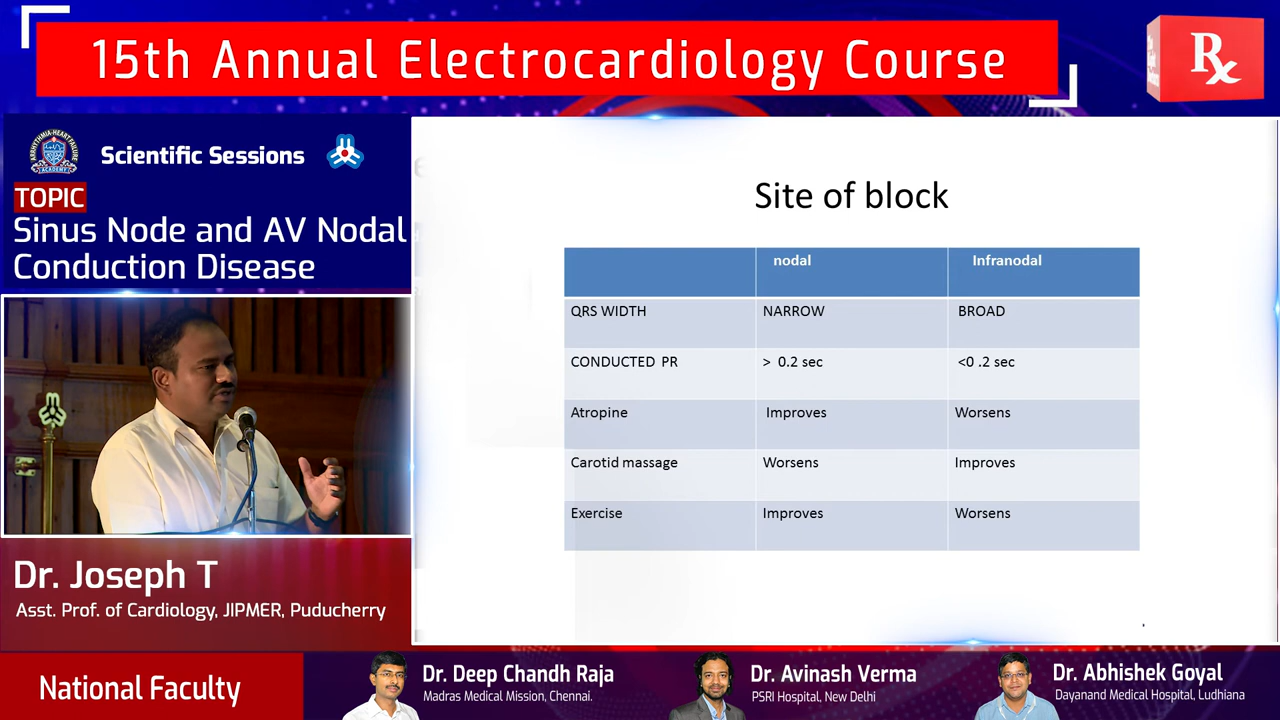 15th Annual Electrocardiology Course
Rx
Scientific Sessions
TOPIC
Sinus Node and AV Nodal
Conduction Disease
Site of block
nodal Infranodal
QRS WIDTH NARROW BROAD
CONDUCTED PR > 0.2 sec <0 .2 sec
Atropine Improves Worsens
Carotid massage Worsens Improves
Exercise Improves Worsens
Dr. Joseph T
Asst. Prof. of Cardiology, JIPMER, Puducherry
National Faculty
Dr. Deep Chandh Raja
Madras Medical Mission, Chennai.
Dr. Avinash Verma
PSRI Hospital, New Delhi
Dr. Abhishek Goyal
Dayanand Medical Hospital, Ludhiana